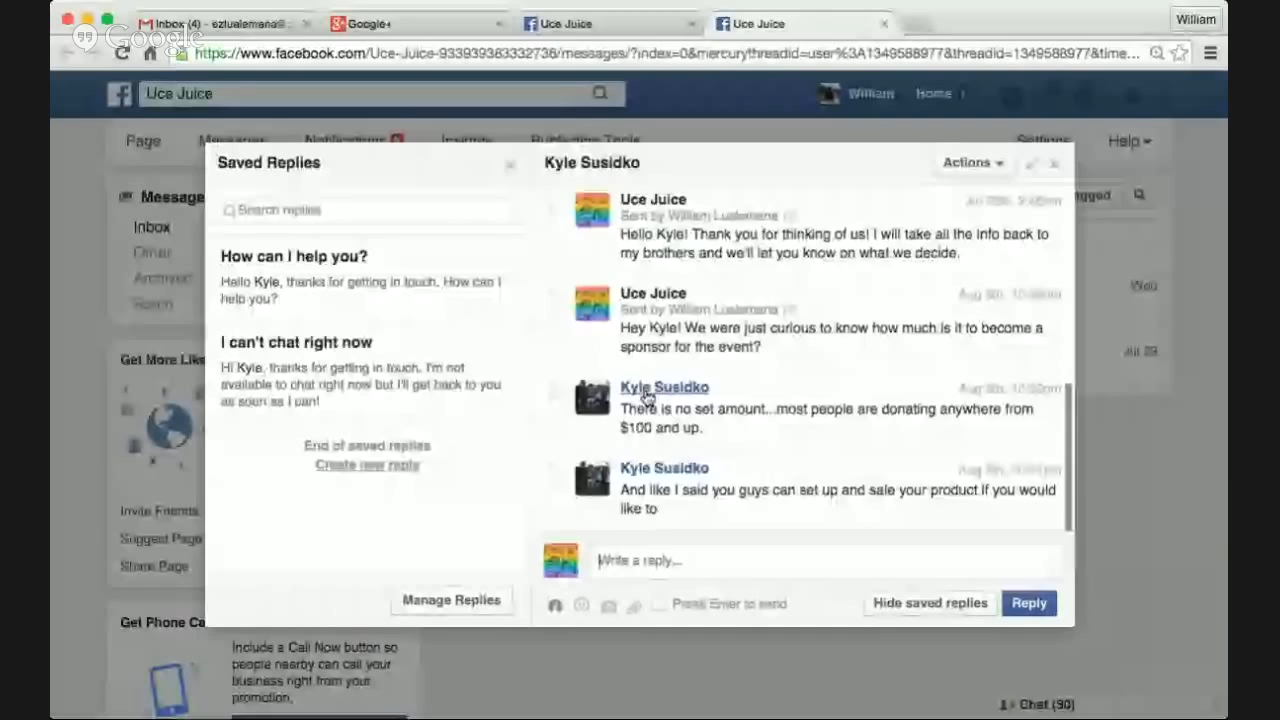 William
Inbox (4) - eztualemana@
Google+
Uce Juice
Uce Juice
Google
https://www.facebook.com/Uce-Juice-933939383332736/messages/?index=0&mercurythreadid=user%3A1349588977&threadid=1349588977&time...
Uce Juice
William
Home
Page
Messages
Notifications
Insights
Publishing Tools
Settings
Help
Message
Inbox
Other
Archived
Spam
Get More Like
Invite Friends
Suggest Page
Share Page
Get Phone Ca
Include a Call Now button so
people nearby can call your
business right from your
promotion.
Saved Replies
Search replies
How can I help you?
Hello Kyle, thanks for getting in touch. How can I
help you?
I can't chat right now
Hi Kyle, thanks for getting in touch. I'm not
available to chat right now but I'll get back to you
as soon as I can!
End of saved replies
Create new reply
Manage Replies
Kyle Susidko
Actions
Uce Juice
Sent by William
Hello Kyle! Thank you for thinking of us! I will take all the info back to
my brothers and we'll let you know on what we decide.
Uce Juice
Sent by William
Hey Kyle! We were just curious to know how much is it to become a
sponsor for the event?
Kyle Susidko
There is no set amount...most people are donating anywhere from
$100 and up.
Kyle Susidko
And like I said you guys can set up and sale your product if you would
like to
Write a reply...
Press Enter to send
Hide saved replies
Reply
Wed
Jul 29
Chat (90)